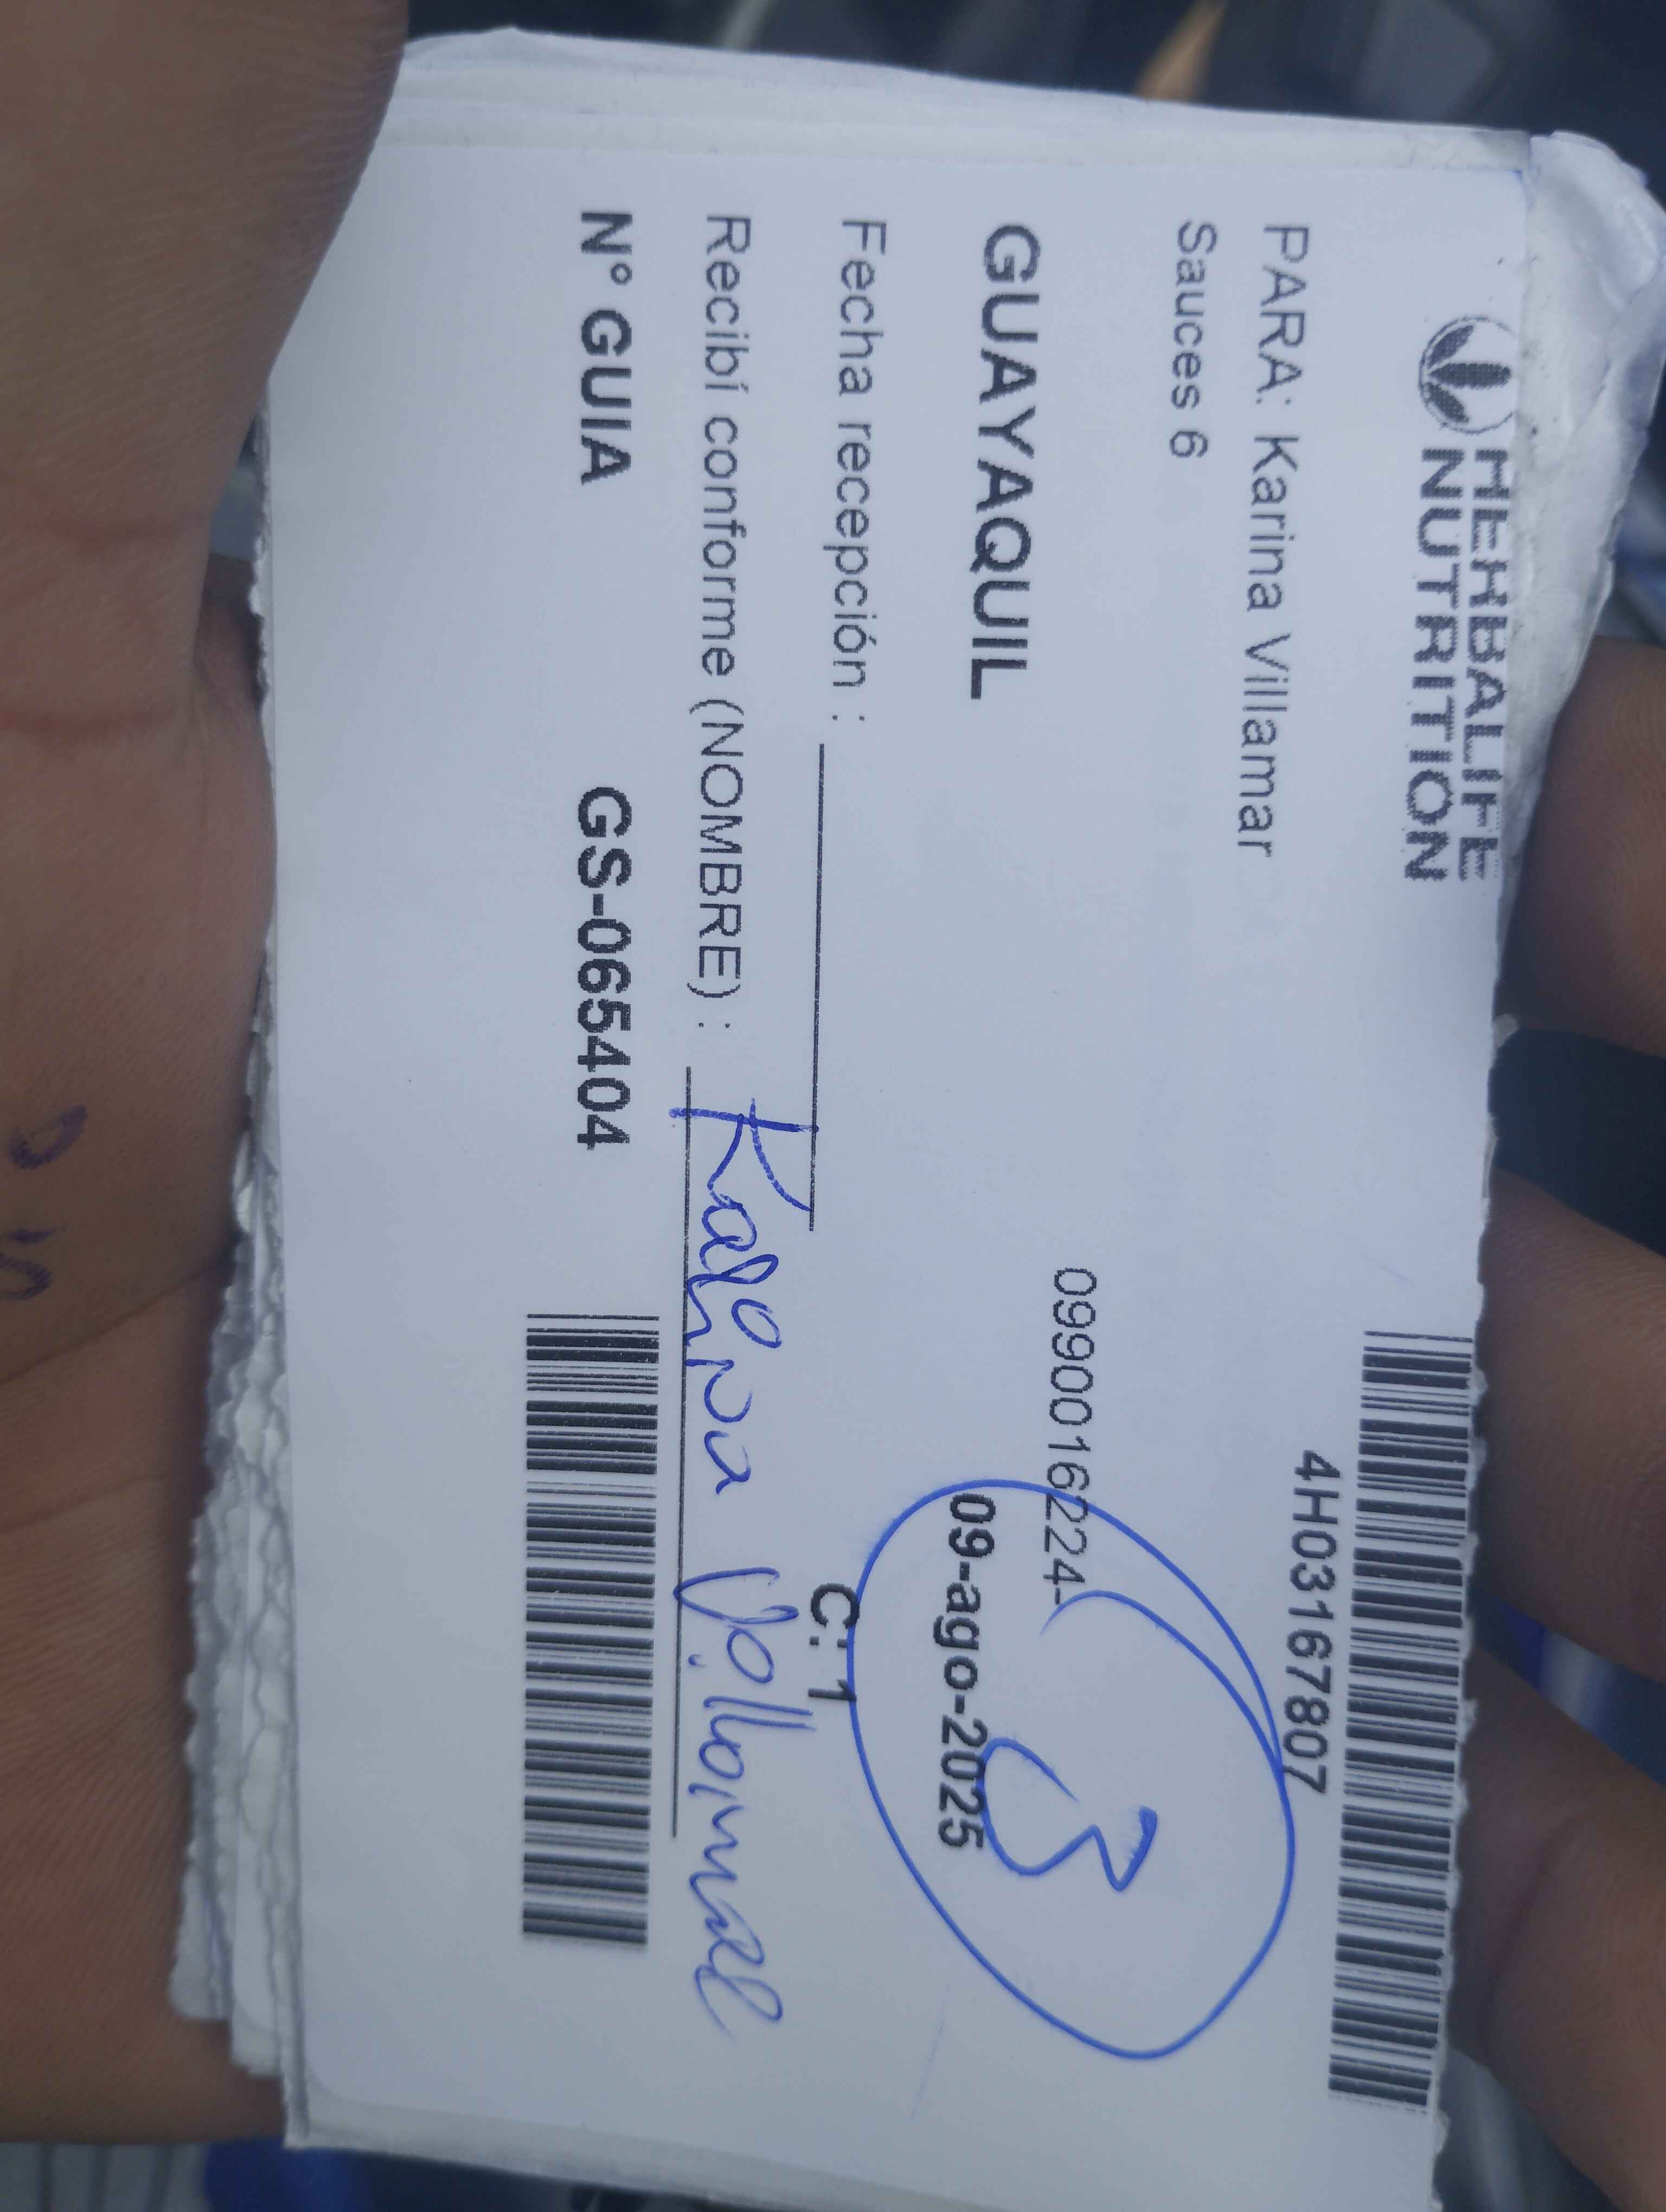 HERBALIFE
NUTRITION
4H03167807
PARA: Karina Villamar
Sauces 6
0990016224-
GUAYAQUIL
09-ago-2025
3
Fecha recepción :
C: 1
Recibí conforme (NOMBRE) : Karina Villamar
N° GUIA GS-065404